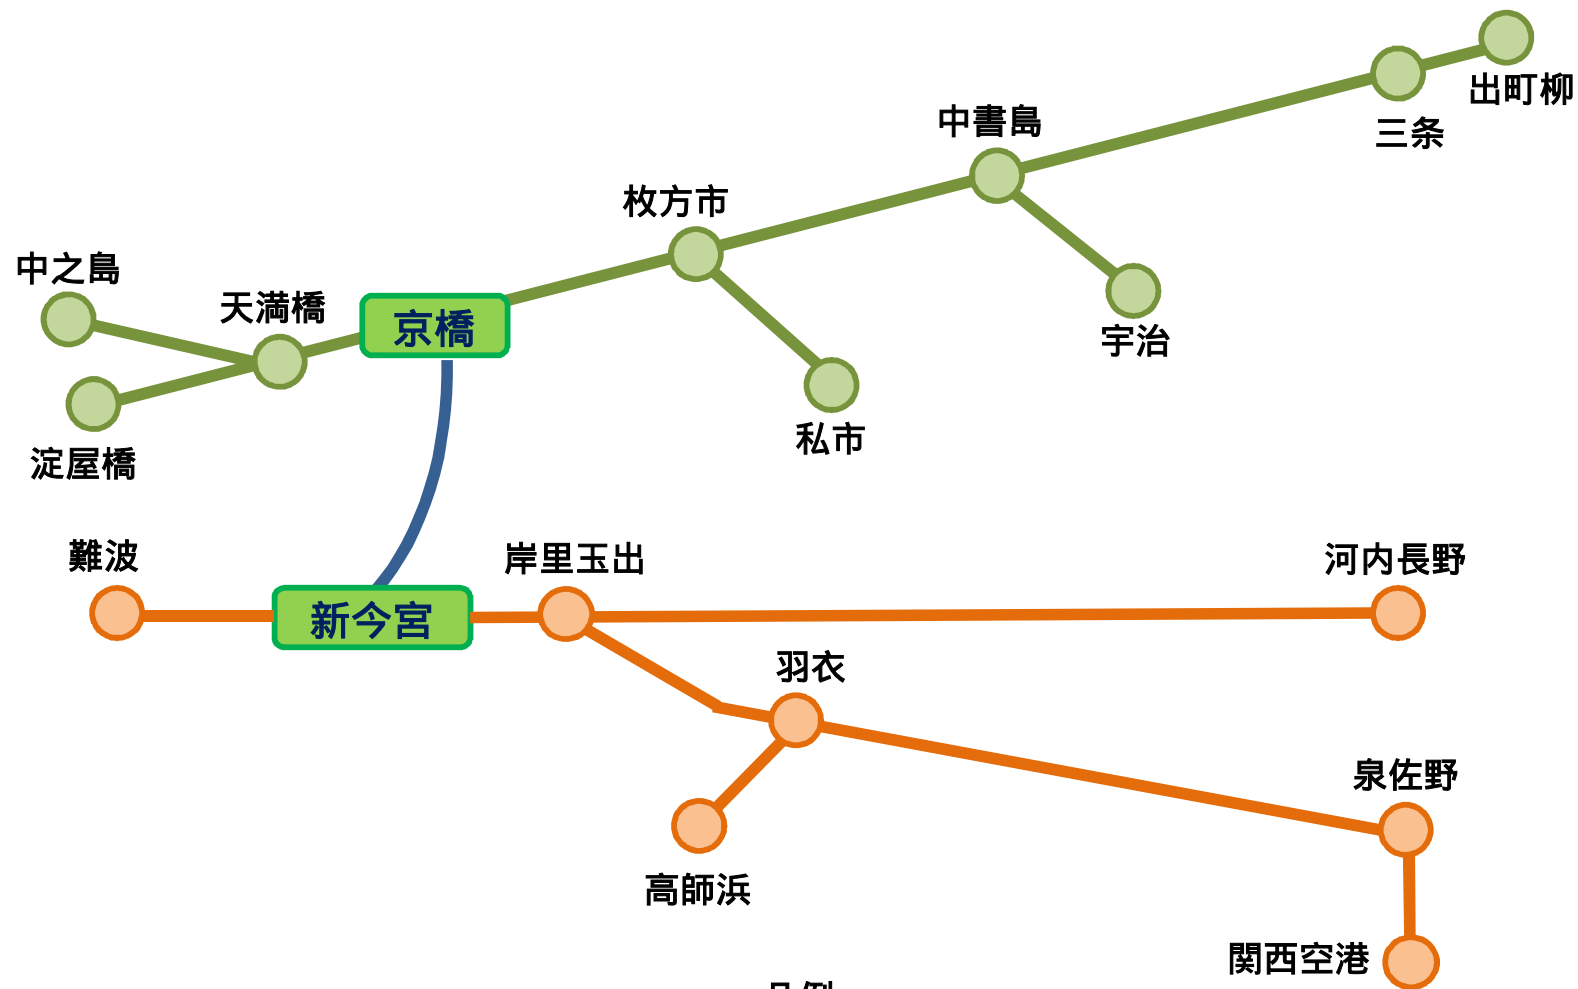 出町柳
三条
中書島
枚方市
中之島
天満橋
京橋
宇治
私市
淀屋橋
難波
岸里玉出
河内長野
新今宮
羽衣
泉佐野
高師浜
関西空港